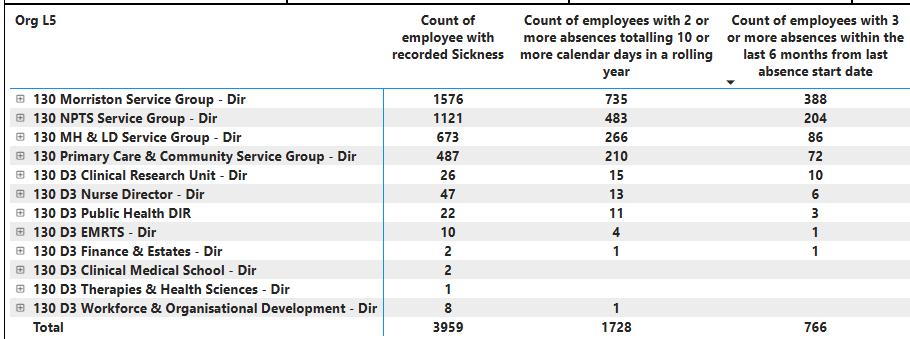 Org L5 Count of Count of employees with 2 or Count of employees with 3
employee with more absences totalling 10 or or more absences within the
recorded Sickness more calendar days in a rolling last 6 months from last
year absence start date
130 Morriston Service Group - Dir 1576 735 388
130 NPTS Service Group - Dir 1121 483 204
130 MH & LD Service Group - Dir 673 266 86
130 Primary Care & Community Service Group - Dir 487 210 72
130 D3 Clinical Research Unit - Dir 26 15 10
130 D3 Nurse Director - Dir 47 13 6
130 D3 Public Health DIR 22 11 3
130 D3 EMRTS - Dir 10 4 1
130 D3 Finance & Estates - Dir 2 1 1
130 D3 Clinical Medical School - Dir 2
130 D3 Therapies & Health Sciences - Dir 1
130 D3 Workforce & Organisational Development - Dir 8 1
Total 3959 1728 766